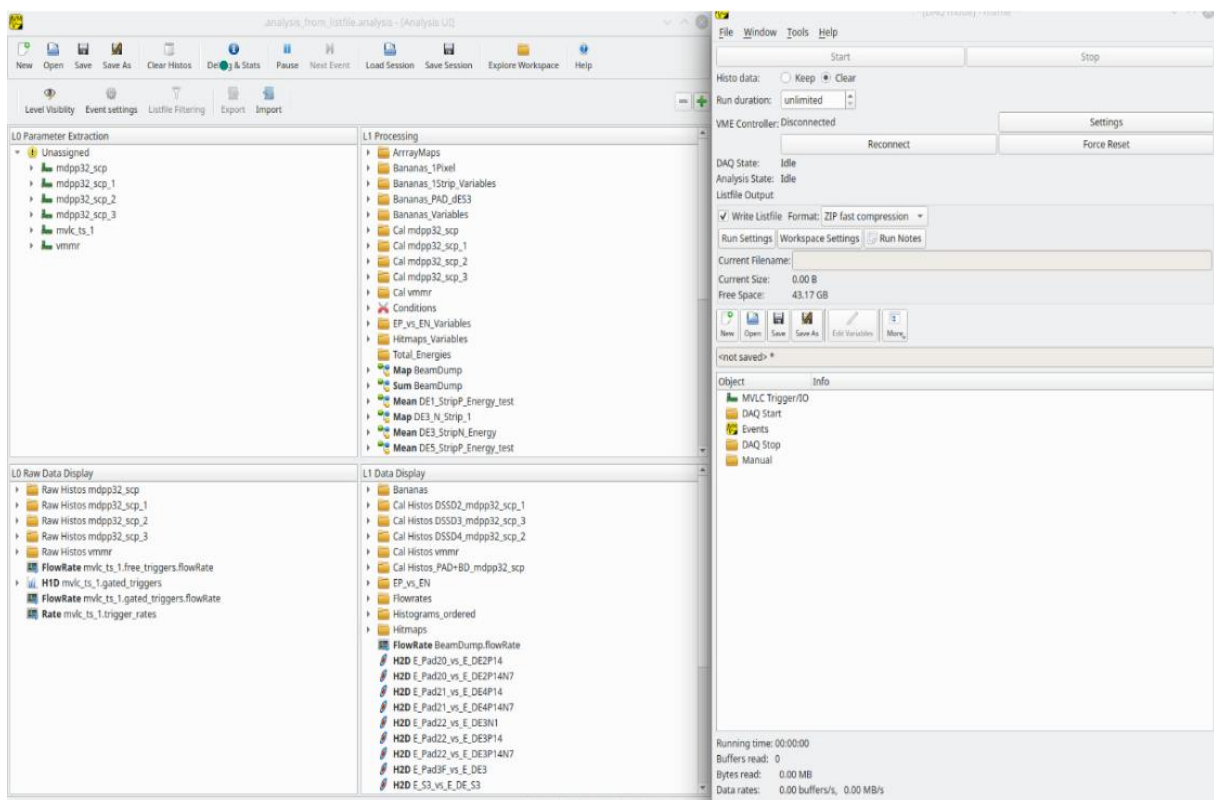 .analysis_from_listfile.analysis - [Analysis UI]
New Open Save Save As Clear Histos & Stats Pause Next Event Load Session Save Session Explore Workspace Help
Level Visiblity Event settings Listfile Filtering Export Import
L0 Parameter Extraction
Unassigned
mdpp32_scp
mdpp32_scp_1
mdpp32_scp_2
mdpp32_scp_3
mvlc_ts_1
vmmr
L1 Processing
ArrrayMaps
Bananas_1Pixel
Bananas_1Strip_Variables
Bananas_PAD_dES3
Bananas_Variables
Cal mdpp32_scp
Cal mdpp32_scp_1
Cal mdpp32_scp_2
Cal mdpp32_scp_3
Cal vmmr
Conditions
EP_vs_EN_Variables
Hitmaps_Variables
Total_Energies
Map BeamDump
Sum BeamDump
Mean DE1_StripP_Energy_test
Map DE3_N_Strip_1
Mean DE3_StripN_Energy
Mean DE5_StripP_Energy_test
L0 Raw Data Display
Raw Histos mdpp32_scp
Raw Histos mdpp32_scp_1
Raw Histos mdpp32_scp_2
Raw Histos mdpp32_scp_3
Raw Histos vmmr
FlowRate mvlc_ts_1.free_triggers.flowRate
H1D mvlc_ts_1.gated_triggers
FlowRate mvlc_ts_1.gated_triggers.flowRate
Rate mvlc_ts_1.trigger_rates
L1 Data Display
Bananas
Cal Histos DSSD2_mdpp32_scp_1
Cal Histos DSSD3_mdpp32_scp_3
Cal Histos DSSD4_mdpp32_scp_2
Cal Histos vmmr
Cal Histos_PAD+BD_mdpp32_scp
EP_vs_EN
Flowrates
Histograms_ordered
Hitmaps
FlowRate BeamDump.flowRate
H2D E_Pad20_vs_E_DE2P14
H2D E_Pad20_vs_E_DE2P14N7
H2D E_Pad21_vs_E_DE4P14
H2D E_Pad21_vs_E_DE4P14N7
H2D E_Pad22_vs_E_DE3N1
H2D E_Pad22_vs_E_DE3P14
H2D E_Pad22_vs_E_DE3P14N7
H2D E_Pad3F_vs_E_DE3
H2D E_S3_vs_E_DE_S3
File Window Tools Help
Start Stop
Histo data: Keep Clear
Run duration: unlimited
VME Controller: Disconnected Settings
Reconnect Force Reset
DAQ State: Idle
Analysis State: Idle
Listfile Output
Write Listfile Format: ZIP fast compression
Run Settings Workspace Settings Run Notes
Current Filename:
Current Size: 0.00 B
Free Space: 43.17 GB
New Open Save Save As Edit Variables More
<not saved> *
Object Info
MVLC Trigger/IO
DAQ Start
Events
DAQ Stop
Manual
Running time: 00:00:00
Buffers read: 0
Bytes read: 0.00 MB
Data rates: 0.00 buffers/s, 0.00 MB/s